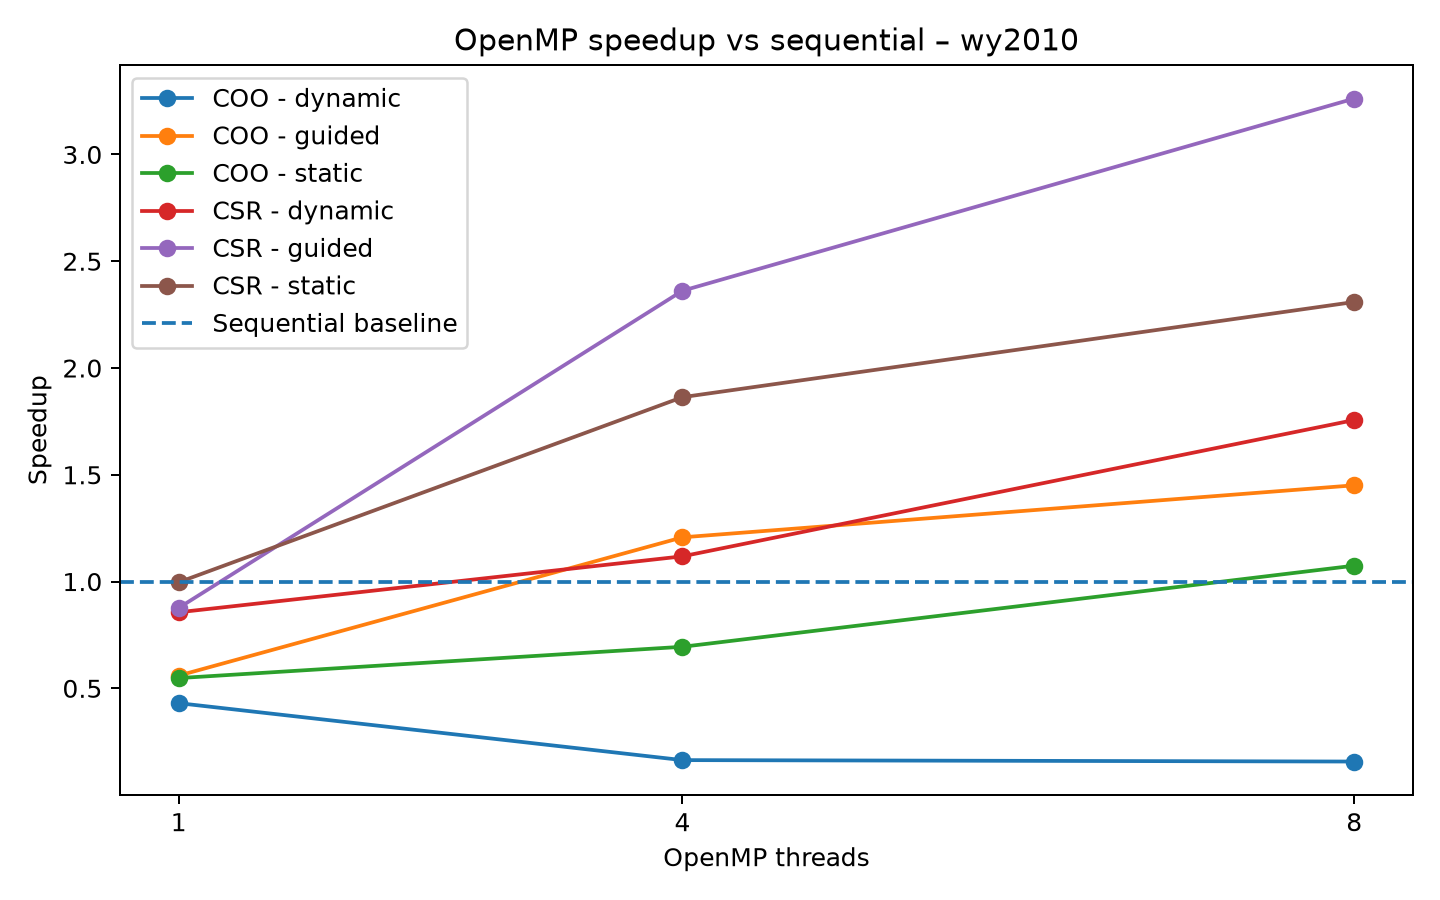 OpenMP speedup vs sequential – wy2010
COO - dynamic
COO - guided
COO - static
CSR - dynamic
CSR - guided
CSR - static
Sequential baseline
Speedup
3.0
2.5
2.0
1.5
1.0
0.5
1 4 8
OpenMP threads